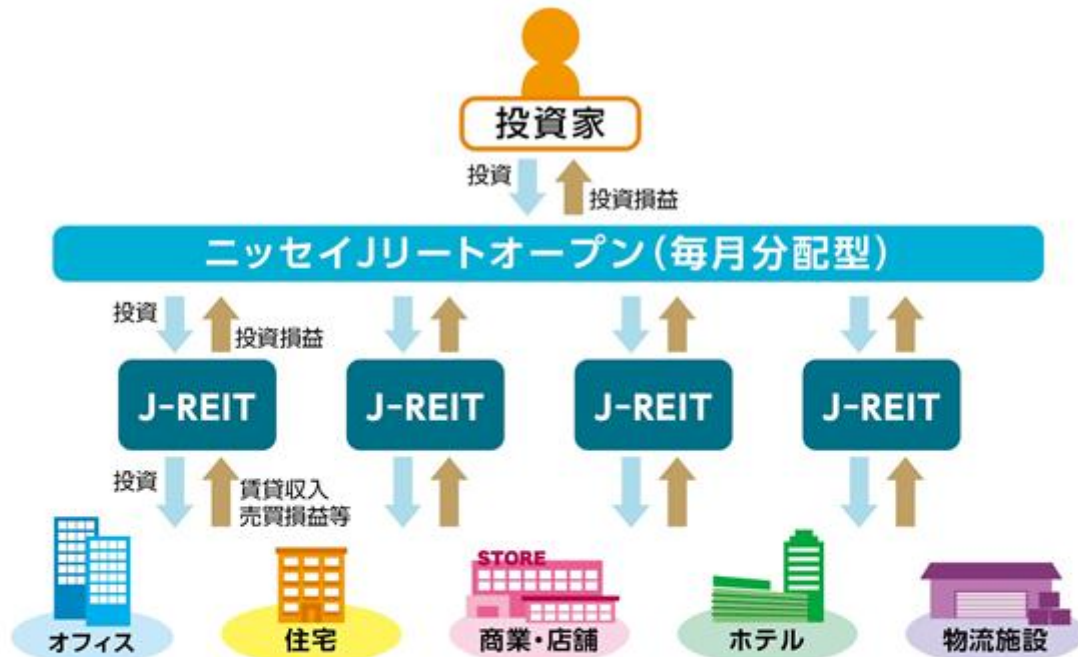 投資家
投資
投資損益
ニッセイJリートオープン(毎月分配型)
投資
投資損益
J-REIT
J-REIT
J-REIT
J-REIT
投資
賃貸収入
売買損益等
STORE
オフィス
住宅
商業・店舗
ホテル
物流施設